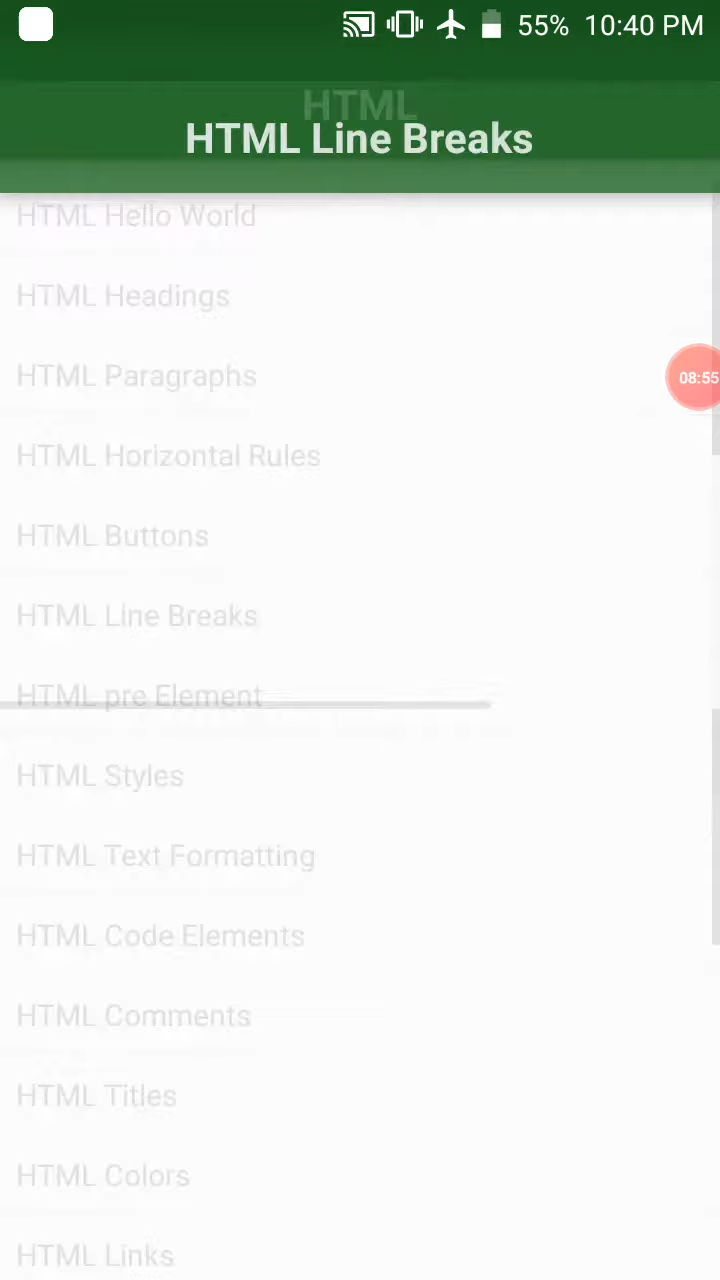 55% 10:40 PM
HTML
HTML Line Breaks
HTML Hello World
HTML Headings
08:55
HTML Paragraphs
HTML Horizontal Rules
HTML Buttons
HTML Line Breaks
HTML pre Element
HTML Styles
HTML Text Formatting
HTML Code Elements
HTML Comments
HTML Titles
HTML Colors
HTML Links